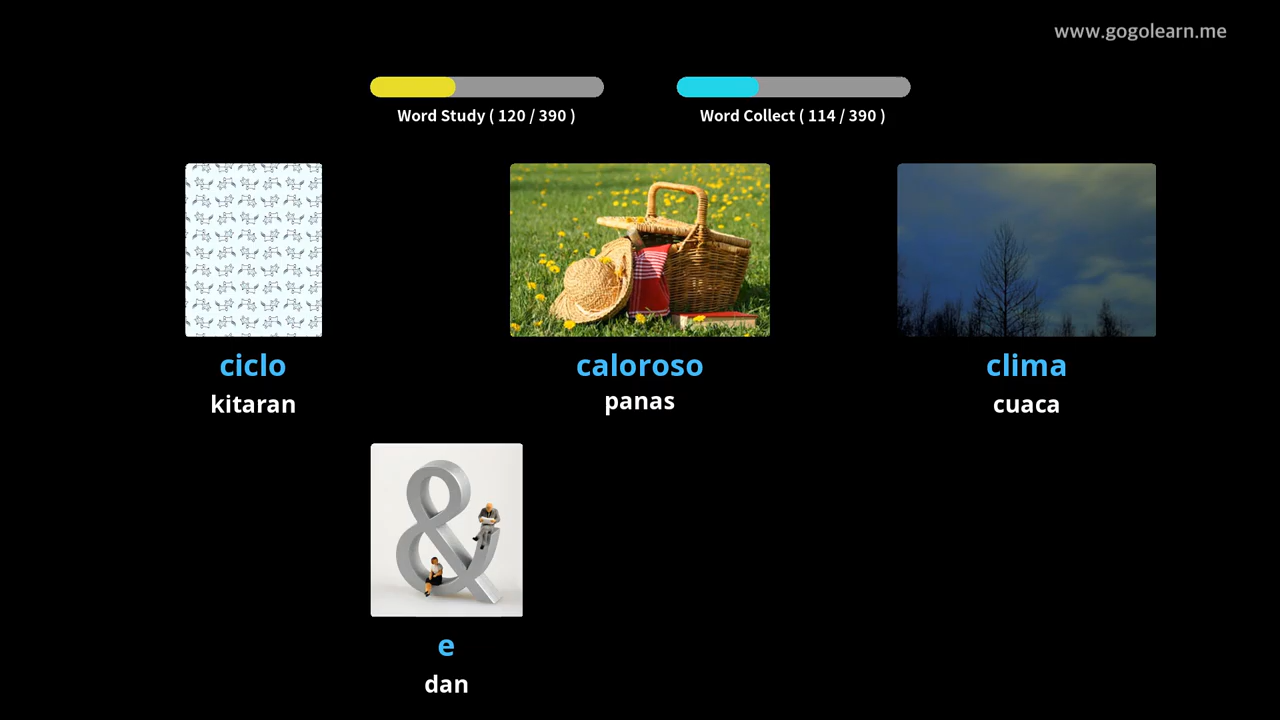 www.gogolearn.me
Word Study ( 120 / 390 )
Word Collect ( 114 / 390 )
ciclo
kitaran
caloroso
panas
clima
cuaca
e
dan